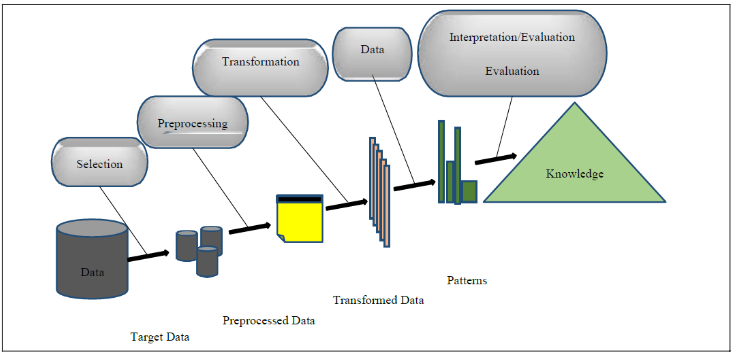 Interpretation/Evaluation
Evaluation
Data
Transformation
Preprocessing
Selection
Knowledge
Data
Patterns
Transformed Data
Preprocessed Data
Target Data